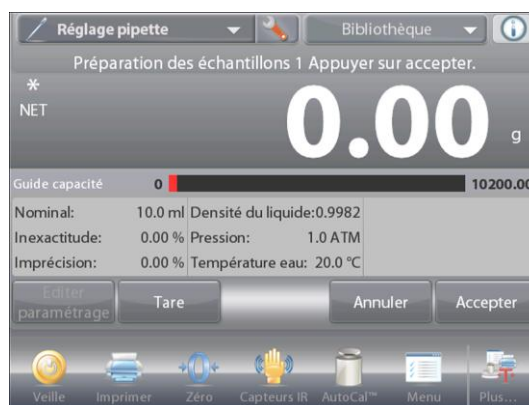 Réglage pipette Bibliothèque
Préparation des échantillons 1 Appuyer sur accepter.
*
NET
0.00 g
Guide capacité 0 10200.00
Nominal: 10.0 ml Densité du liquide:0.9982
Inexactitude: 0.00 % Pression: 1.0 ATM
Imprécision: 0.00 % Température eau: 20.0 °C
Editer paramétrage Tare Annuler Accepter
Veille Imprimer Zéro Capteurs IR AutoCal™ Menu Plus...